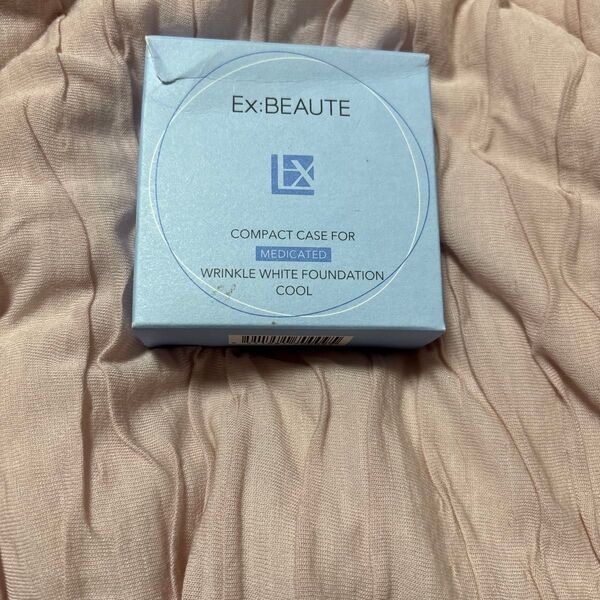 Ex:BEAUTE
EX
COMPACT CASE FOR
MEDICATED
WRINKLE WHITE FOUNDATION
COOL